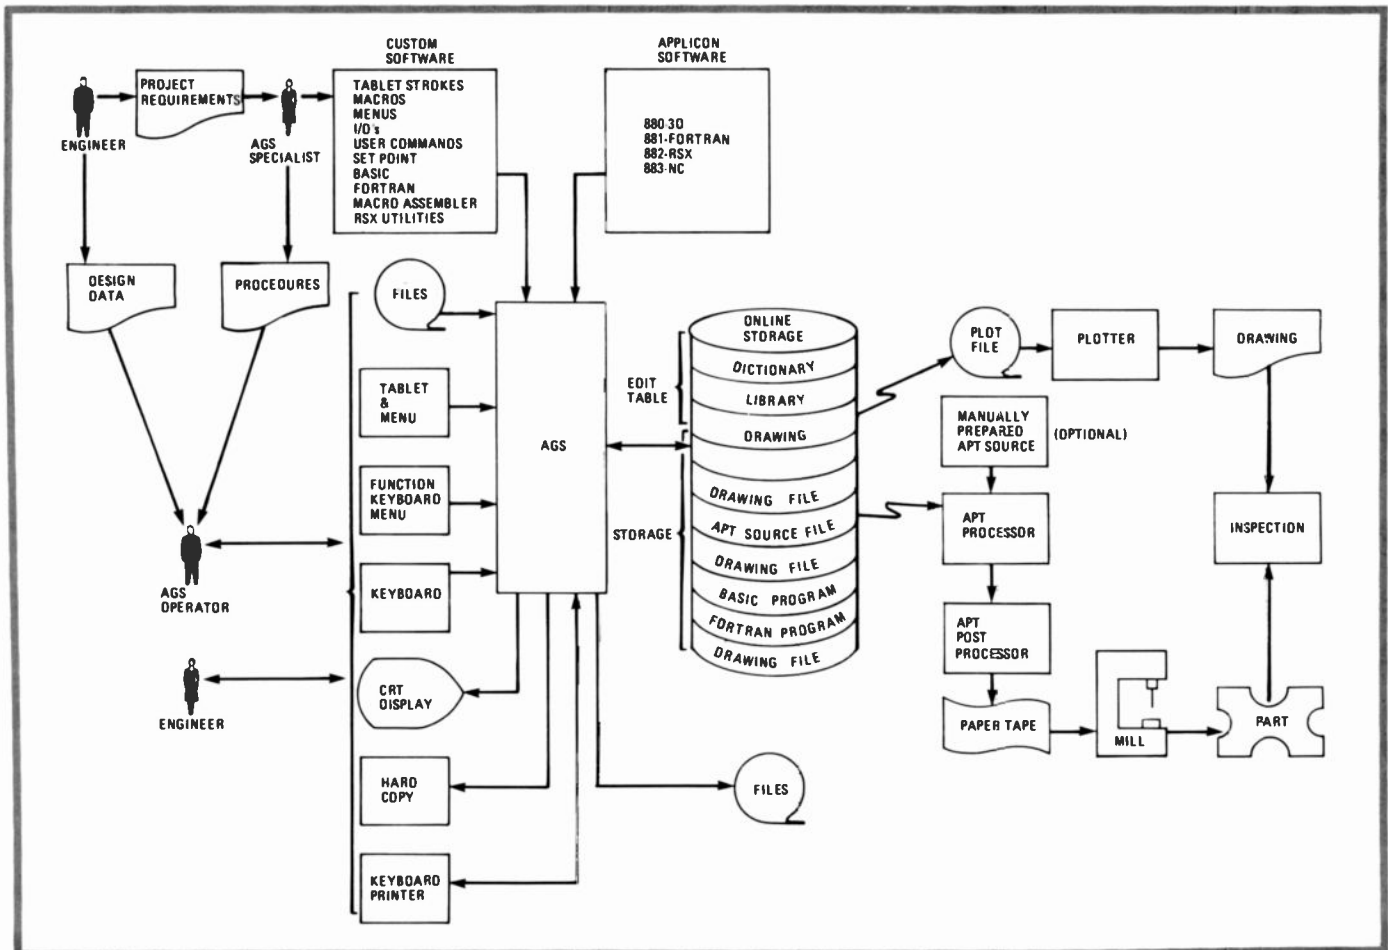 CUSTOM
SOFTWARE
APPLICON
SOFTWARE
PROJECT
REQUIREMENTS
ENGINEER
AGS
SPECIALIST
TABLET STROKES
MACROS
MENUS
I/O's
USER COMMANDS
SET POINT
BASIC
FORTRAN
MACRO ASSEMBLER
RSX UTILITIES
880-3D
881-FORTRAN
882-RSX
883-NC
DESIGN
DATA
PROCEDURES
FILES
TABLET
&
MENU
FUNCTION
KEYBOARD
MENU
KEYBOARD
CRT
DISPLAY
HARD
COPY
KEYBOARD
PRINTER
AGS
OPERATOR
ENGINEER
AGS
EDIT
TABLE
STORAGE
ONLINE
STORAGE
DICTIONARY
LIBRARY
DRAWING
DRAWING FILE
APT SOURCE FILE
DRAWING FILE
BASIC PROGRAM
FORTRAN PROGRAM
DRAWING FILE
FILES
PLOT
FILE
PLOTTER
DRAWING
MANUALLY
PREPARED
APT SOURCE
(OPTIONAL)
APT
PROCESSOR
INSPECTION
APT
POST
PROCESSOR
PAPER TAPE
MILL
PART